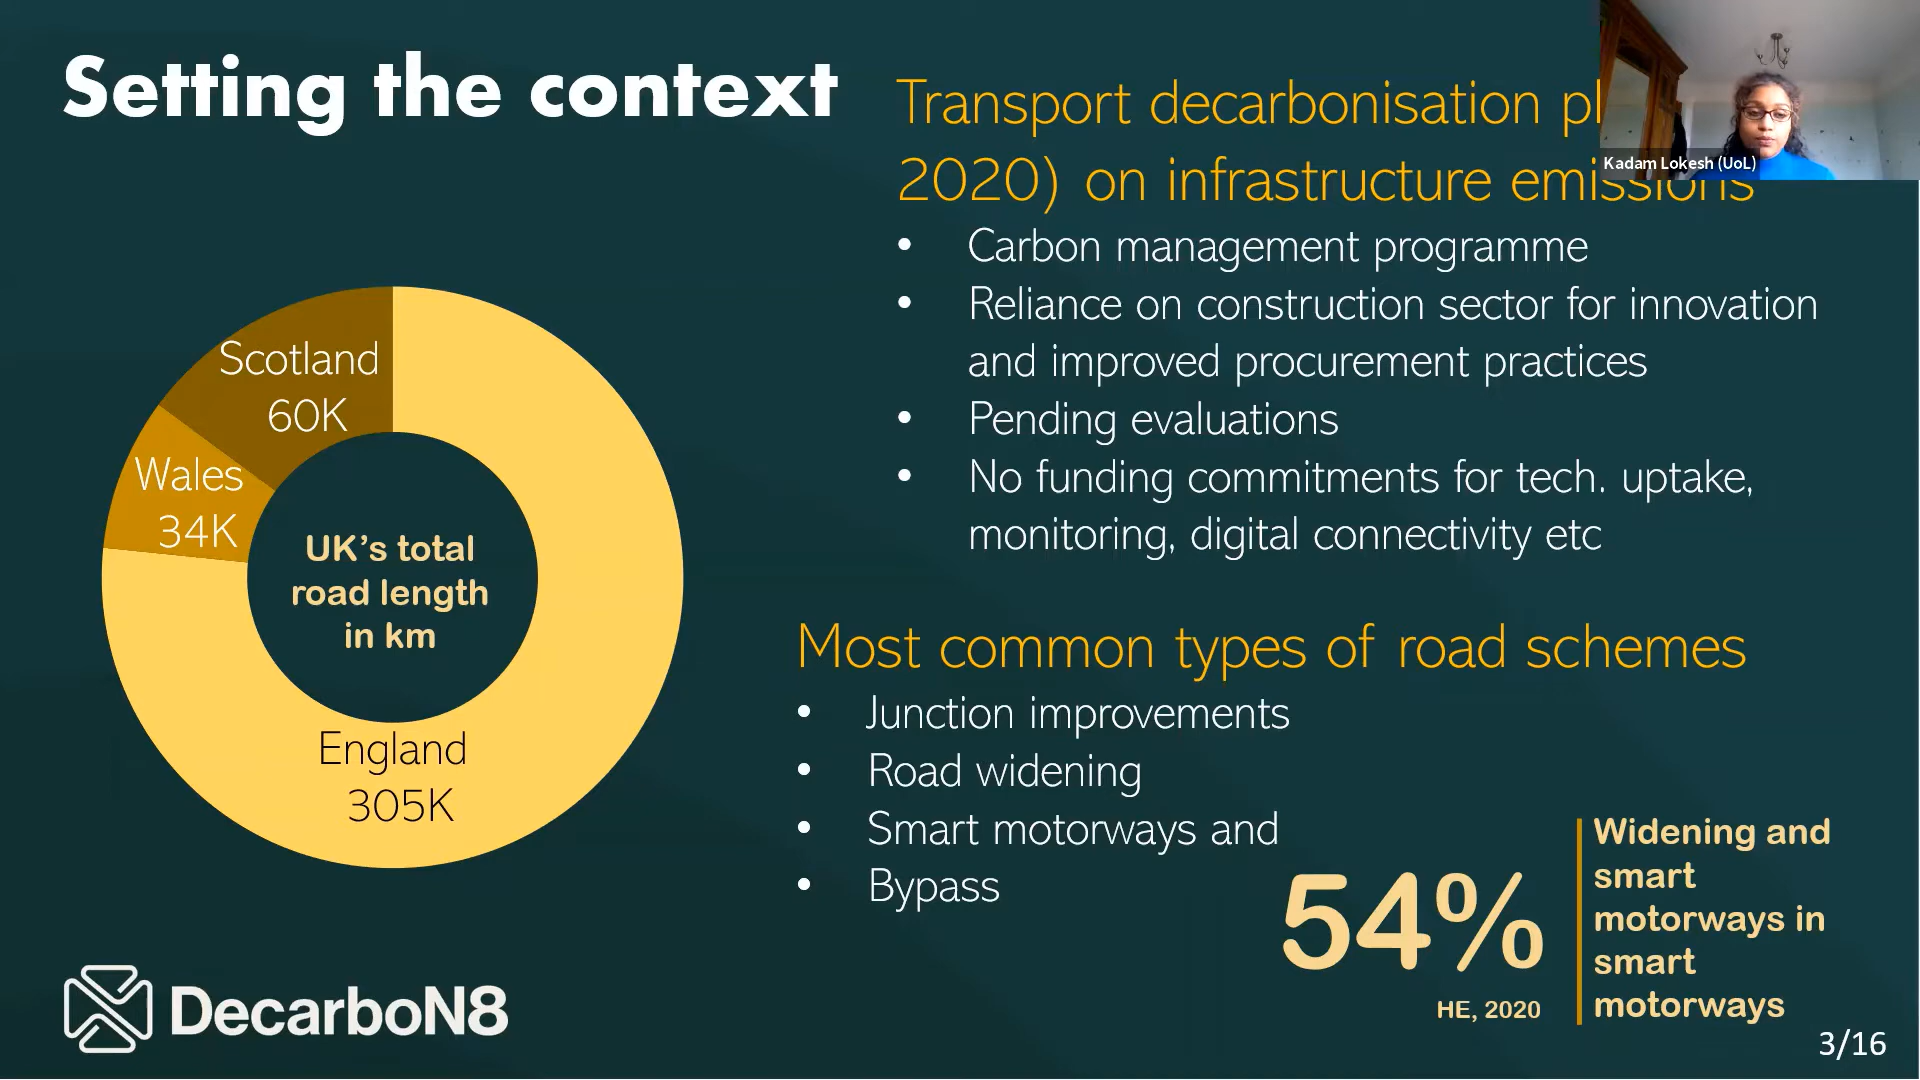 Setting the context
Transport decarbonisation
2020) on infrastructure emissions
• Carbon management programme
• Reliance on construction sector for innovation
and improved procurement practices
• Pending evaluations
• No funding commitments for tech. uptake,
monitoring, digital connectivity etc
Scotland
60K
Wales
34K
UK's total
road length
in km
England
305K
Most common types of road schemes
• Junction improvements
• Road widening
• Smart motorways and
• Bypass
54%
HE, 2020
Widening and
smart
motorways in
smart
motorways
DecarboN8
3/16
Kadam Lokesh (UoL)